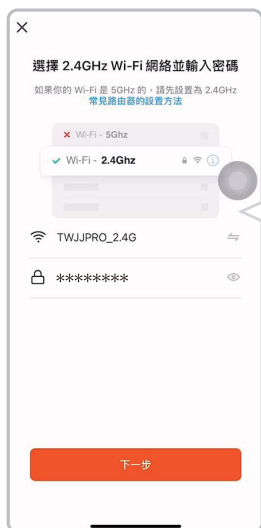 選擇 2.4GHz Wi-Fi 網絡並輸入密碼
如果你的 Wi-Fi 是 5GHz 的，請先設置為 2.4GHz
常見路由器的設置方法
Wi-Fi - 5Ghz
Wi-Fi - 2.4Ghz
TWJJPRO_2.4G
********
下一步